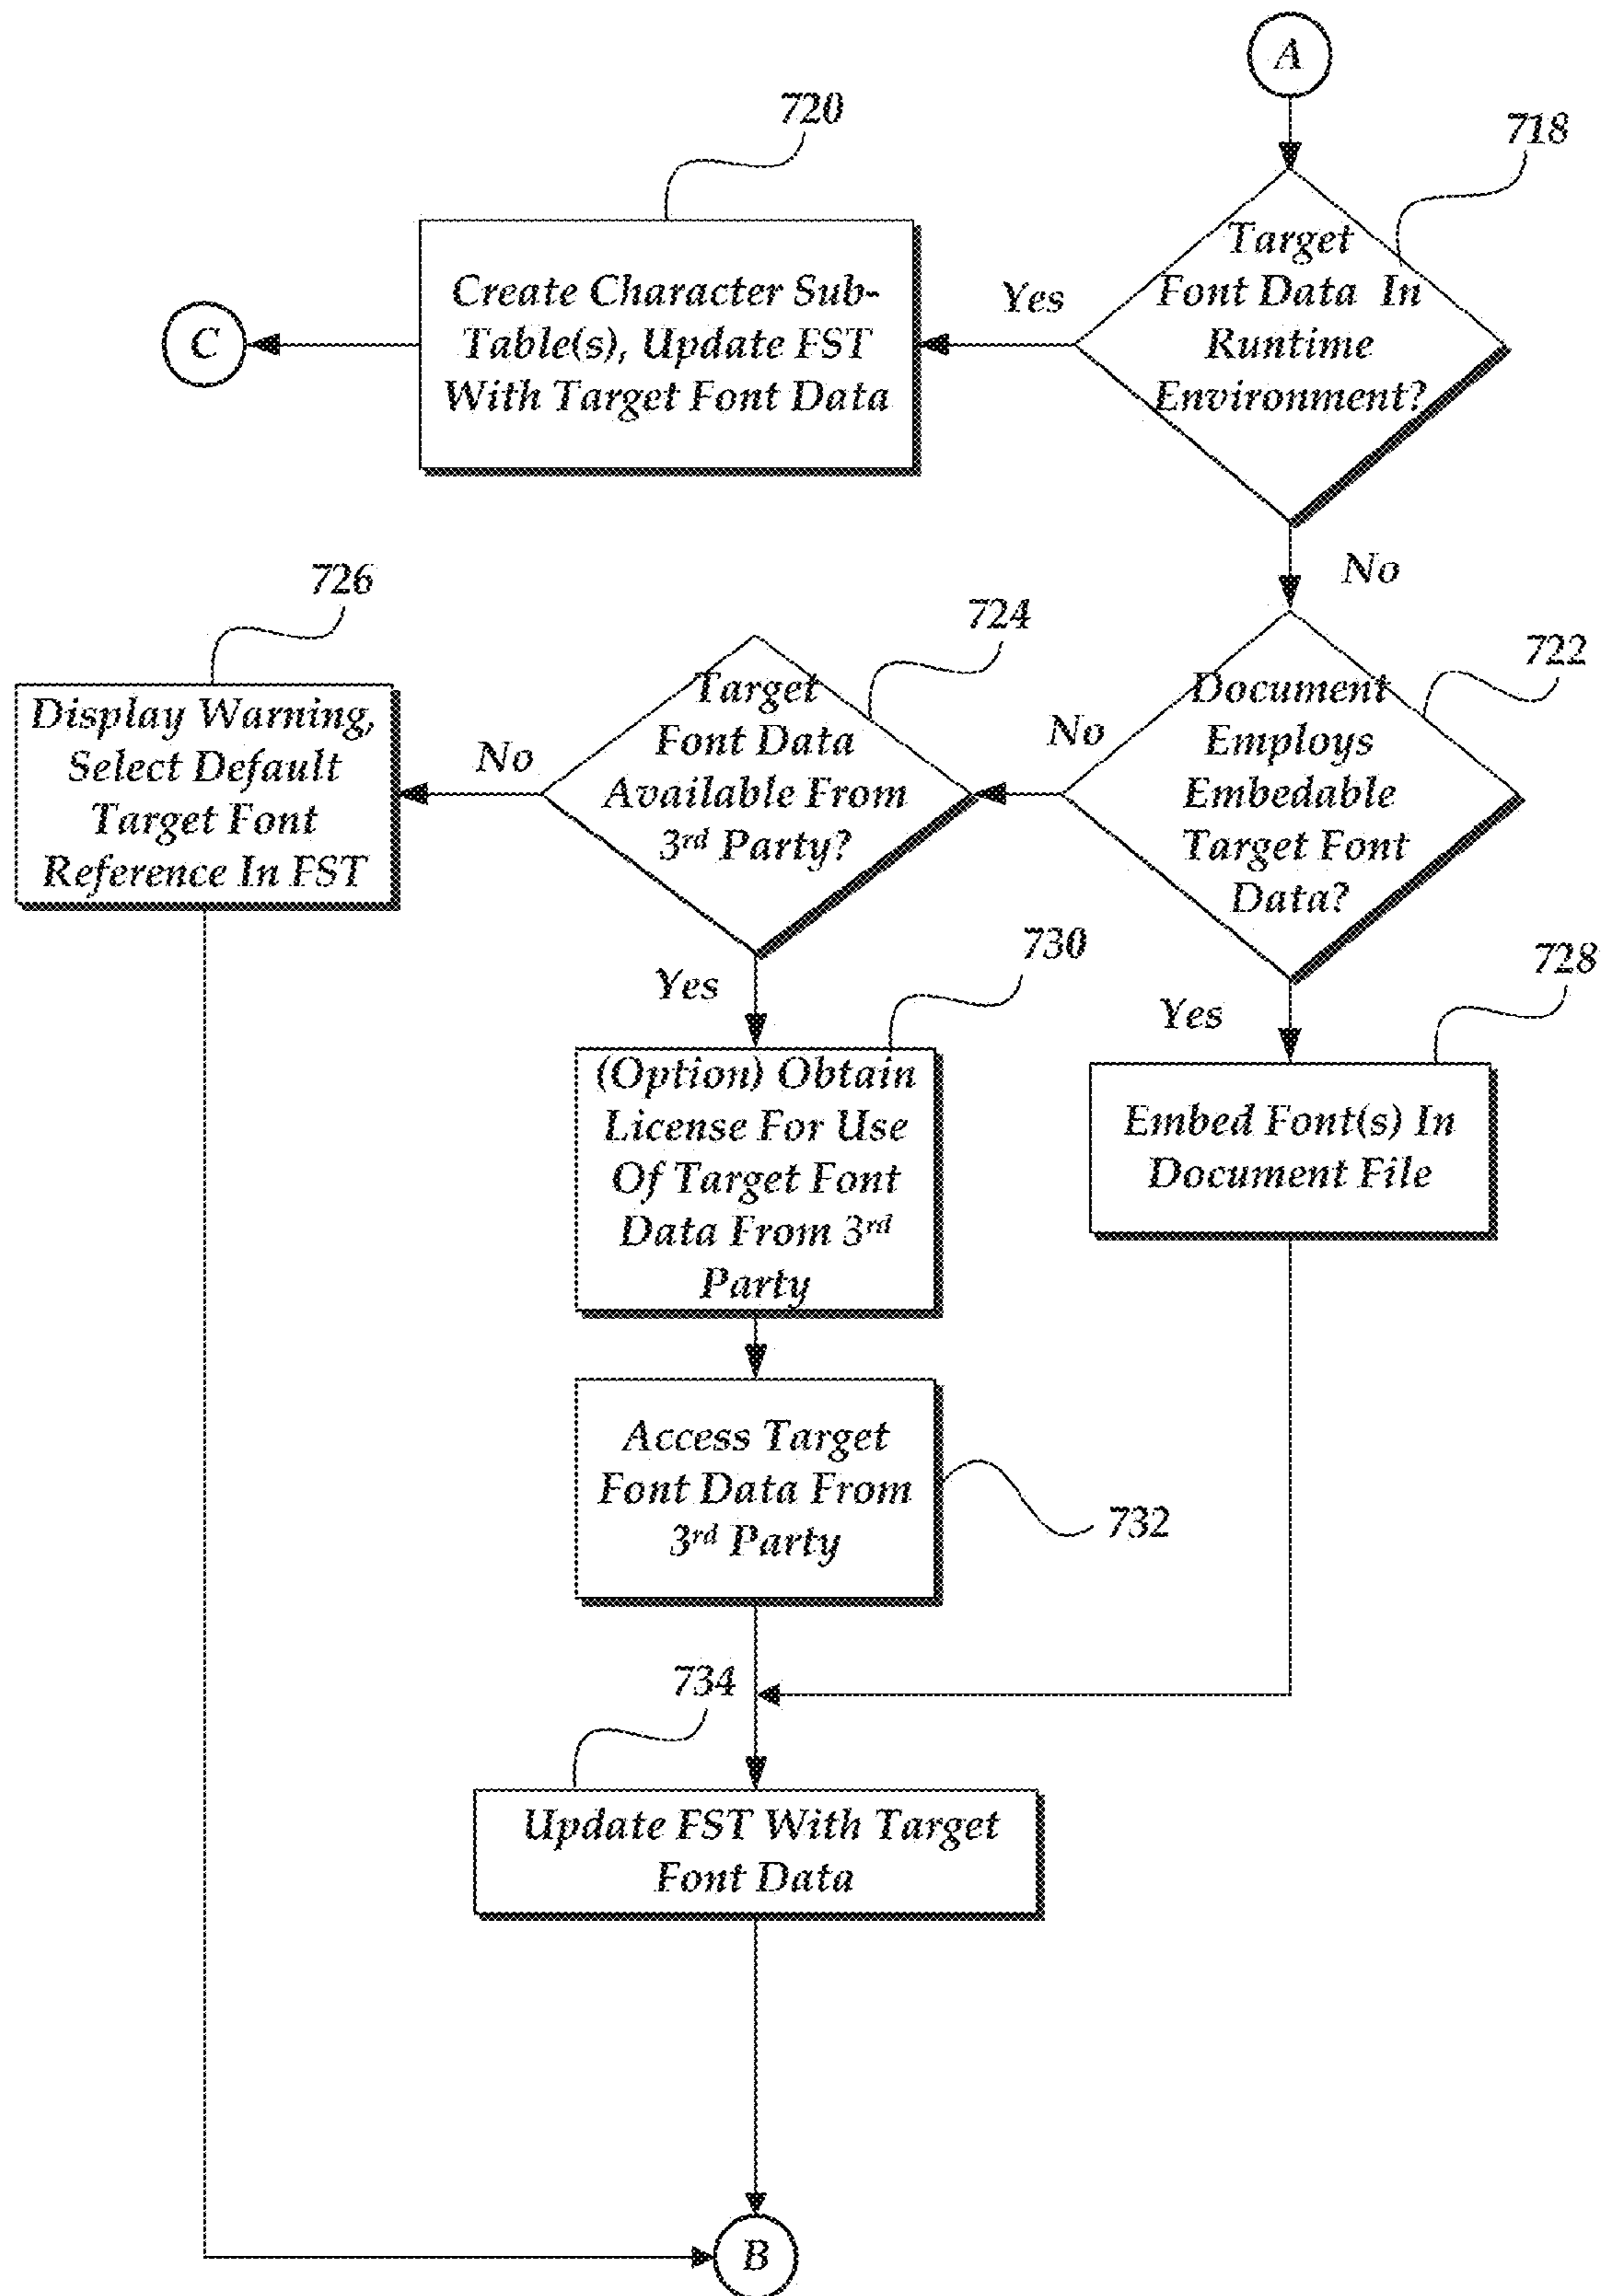 A
718
Target
Font Data In
Runtime
Environment?
Yes
720
Create Character Sub-
Table(s), Update FST
With Target Font Data
C
No
722
Document
Employs
Embedable
Target Font
Data?
No
724
Target
Font Data
Available From
3rd Party?
No
726
Display Warning,
Select Default
Target Font
Reference In FST
Yes
728
Embed Font(s) In
Document File
Yes
730
(Option) Obtain
License For Use
Of Target Font
Data From 3rd
Party
Access Target
Font Data From
3rd Party
732
734
Update FST With Target
Font Data
B